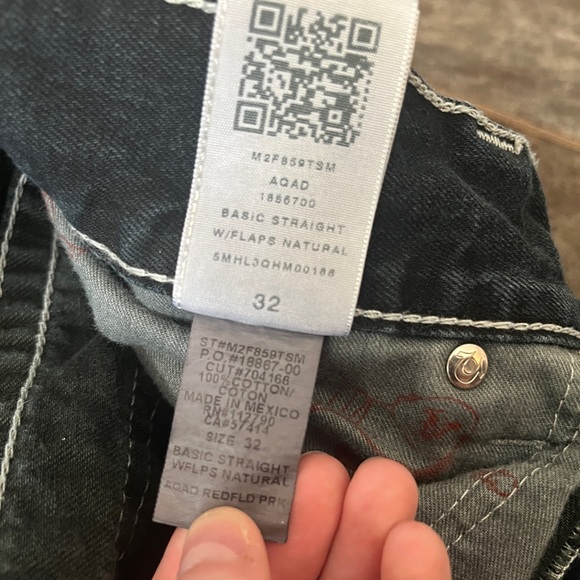 M2F859TSM
AQAD
1886700
BASIC STRAIGHT
W/FLAPS NATURAL
5MHL3QHM00186
32
ST#M2F859TSM
P.O.#18867-00
CUT#704166
100%COTTON/
COTON
MADE IN MEXICO
RN#112790
CA#57414
SIZE 32
BASIC STRAIGHT
WFLPS NATURAL
AQAD REDFLD PRK